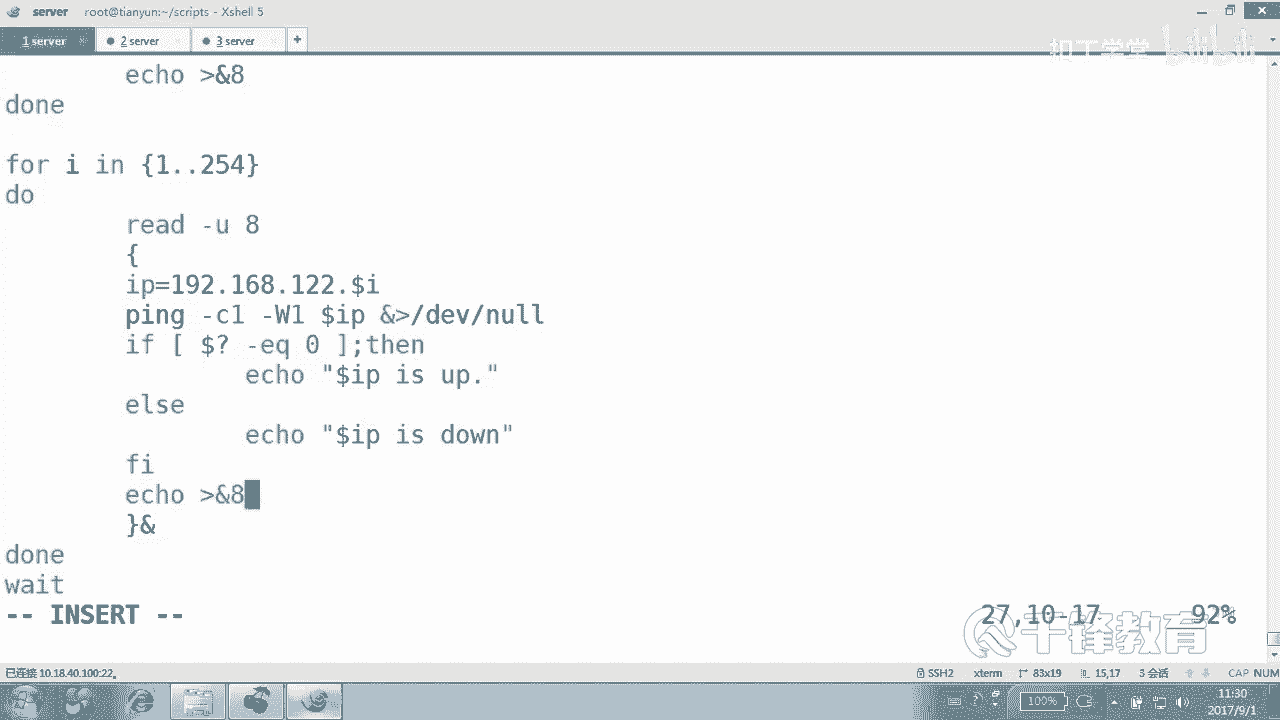 server root@tianyun:~/scripts - Xshell 5
1 server
2 server
3 server
+
扣丁学堂 bilibili
echo >&8
done
for i in {1..254}
do
read -u 8
{
ip=192.168.122.$i
ping -c1 -W1 $ip &>/dev/null
if [ $? -eq 0 ];then
echo "$ip is up."
else
echo "$ip is down"
fi
echo >&8
}&
done
wait
-- INSERT -- 27,10-17 92%
千锋教育
已连接 10.18.40.100:22。 SSH2 xterm 83x19 15,17 3 会话 CAP NUM
100% 11:30
2017/9/1